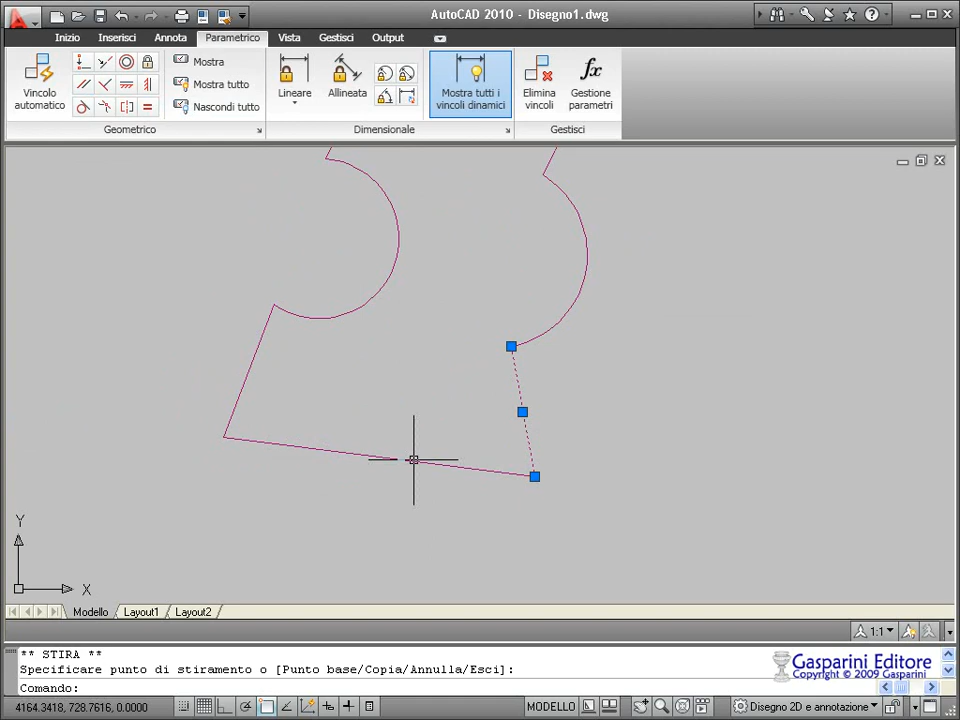 AutoCAD 2010 - Disegno1.dwg
Inizio Inserisci Annota Parametrico Vista Gestisci Output
Vincolo automatico
Mostra
Mostra tutto
Nascondi tutto
Geometrico
Lineare
Allineata
Mostra tutti i vincoli dinamici
Dimensionale
Elimina vincoli
fx
Gestione parametri
Gestisci
Y
X
Modello Layout1 Layout2
1:1
** STIRA **
Specificare punto di stiramento o [Punto base/Copia/Annulla/Esci]:
Comando:
Gasparini Editore
Copyright © 2009 Gasparini
4164.3418, 728.7616, 0.0000
MODELLO
Disegno 2D e annotazione